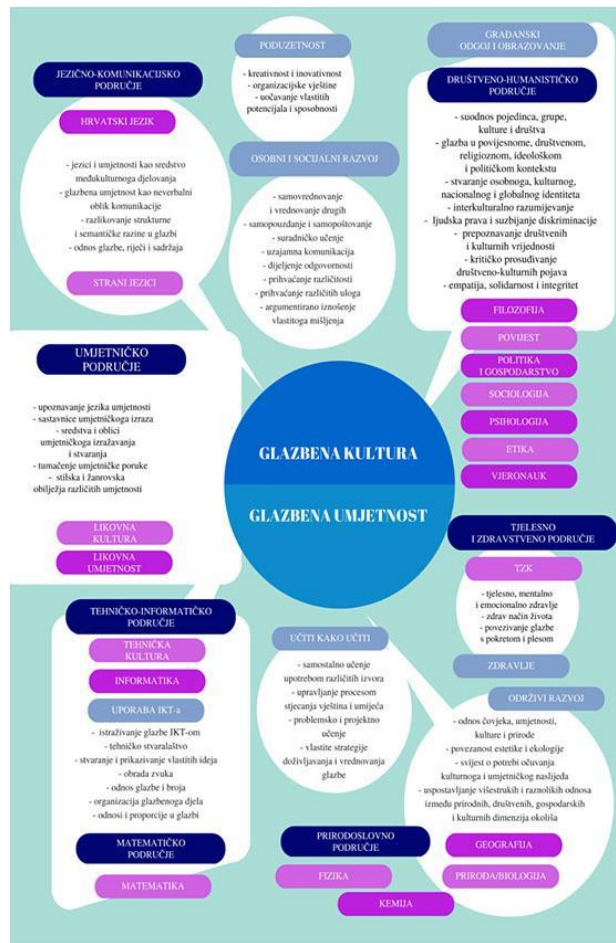 PODUZETNOST
- kreativnost i inovativnost
- organizacijske vještine
- uočavanje vlastitih
potencijala i sposobnosti
GRAĐANSKI
ODGOJ I OBRAZOVANJE
JEZIČNO-KOMUNIKACIJSKO
PODRUČJE
HRVATSKI JEZIK
- jezici i umjetnosti kao sredstvo
međukulturnoga djelovanja
- glazbena umjetnost kao neverbalni
oblik komunikacije
- razlikovanje strukturne
i semantičke razine u glazbi
- odnos glazbe, riječi i sadržaja
STRANI JEZICI
OSOBNI I SOCIJALNI RAZVOJ
- samovrednovanje
i vrednovanje drugih
- samopouzdanje i samopoštovanje
- suradničko učenje
- uzajamna komunikacija
- dijeljenje odgovornosti
- prihvaćanje različitosti
- prihvaćanje različitih uloga
- argumentirano iznošenje
vlastitoga mišljenja
DRUŠTVENO-HUMANISTIČKO
PODRUČJE
- suodnos pojedinca, grupe,
kulture i društva
- glazba u povijesnome, društvenom,
religioznom, ideološkom
i političkom kontekstu
- stvaranje osobnoga, kulturnog,
nacionalnog i globalnog identiteta
- interkulturalno razumijevanje
- ljudska prava i suzbijanje diskriminacije
- prepoznavanje društvenih
i kulturnih vrijednosti
- kritičko prosuđivanje
društveno-kulturnih pojava
- empatija, solidarnost i integritet
FILOZOFIJA
POVIJEST
POLITIKA
I GOSPODARSTVO
SOCIOLOGIJA
PSIHOLOGIJA
ETIKA
VJERONAUK
UMJETNIČKO
PODRUČJE
- upoznavanje jezika umjetnosti
- sastavnice umjetničkoga izraza
- sredstva i oblici
umjetničkoga izražavanja
i stvaranja
- tumačenje umjetničke poruke
- stilska i žanrovska
obilježja različitih umjetnosti
LIKOVNA
KULTURA
LIKOVNA
UMJETNOST
GLAZBENA KULTURA
GLAZBENA UMJETNOST
TJELESNO
I ZDRAVSTVENO PODRUČJE
TZK
- tjelesno, mentalno
i emocionalno zdravlje
- zdrav način života
- povezivanje glazbe
s pokretom i plesom
ZDRAVLJE
TEHNIČKO-INFORMATIČKO
PODRUČJE
TEHNIČKA
KULTURA
INFORMATIKA
UPORABA IKT-a
- istraživanje glazbe IKT-om
- tehničko stvaralaštvo
- stvaranje i prikazivanje vlastitih ideja
- obrada zvuka
- odnos glazbe i broja
- organizacija glazbenoga djela
- odnosi i proporcije u glazbi
MATEMATIČKO
PODRUČJE
MATEMATIKA
UČITI KAKO UČITI
- samostalno učenje
upotrebom različitih izvora
- upravljanje procesom
stjecanja vještina i umijeća
- problemsko i projektno
učenje
- vlastite strategije
doživljavanja i vrednovanja
glazbe
ODRŽIVI RAZVOJ
- odnos čovjeka, umjetnosti,
kulture i prirode
- povezanost estetike i ekologije
- svijest o potrebi očuvanja
kulturnoga i umjetničkog naslijeđa
- uspostavljanje višestrukih i raznolikih odnosa
između prirodnih, društvenih, gospodarskih
i kulturnih dimenzija okoliša
PRIRODOSLOVNO
PODRUČJE
GEOGRAFIJA
FIZIKA
PRIRODA/BIOLOGIJA
KEMIJA